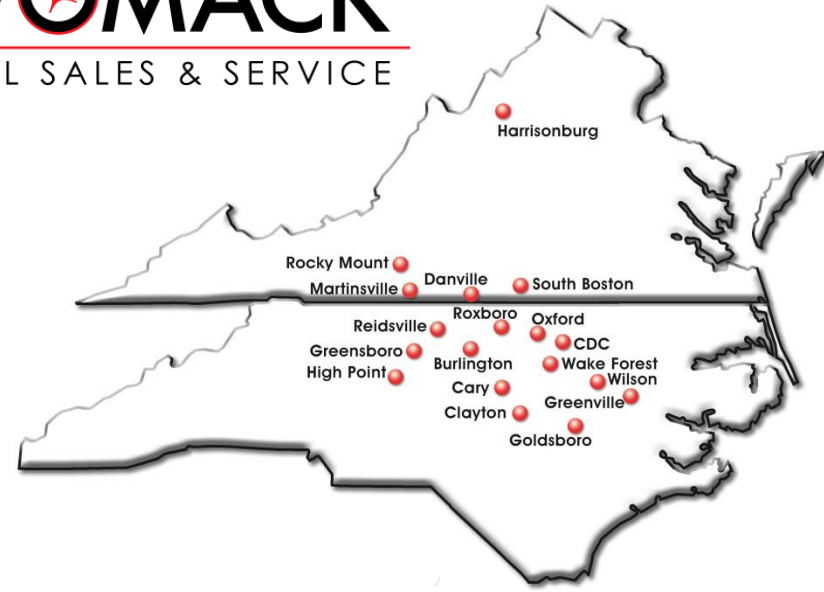 OMACK
L SALES & SERVICE
Harrisonburg
Rocky Mount
Martinsville
Danville
South Boston
Roxboro
Oxford
Reidsville
CDC
Greensboro
Burlington
Wake Forest
High Point
Wilson
Cary
Greenville
Clayton
Goldsboro